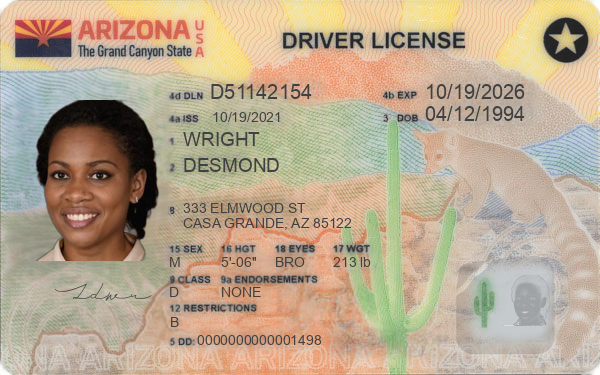 ARIZONA USA
The Grand Canyon State
DRIVER LICENSE
4d DLN D51142154
4b EXP 10/19/2026
4a ISS 10/19/2021
3 DOB 04/12/1994
1 WRIGHT
2 DESMOND
8 333 ELMWOOD ST
CASA GRANDE, AZ 85122
15 SEX 16 HGT 18 EYES 17 WGT
M 5'-06" BRO 213 lb
9 CLASS 9a ENDORSEMENTS
D NONE
12 RESTRICTIONS
B
5 DD: 0000000000001498
ARIZONA ARIZONA ARIZONA ARIZONA